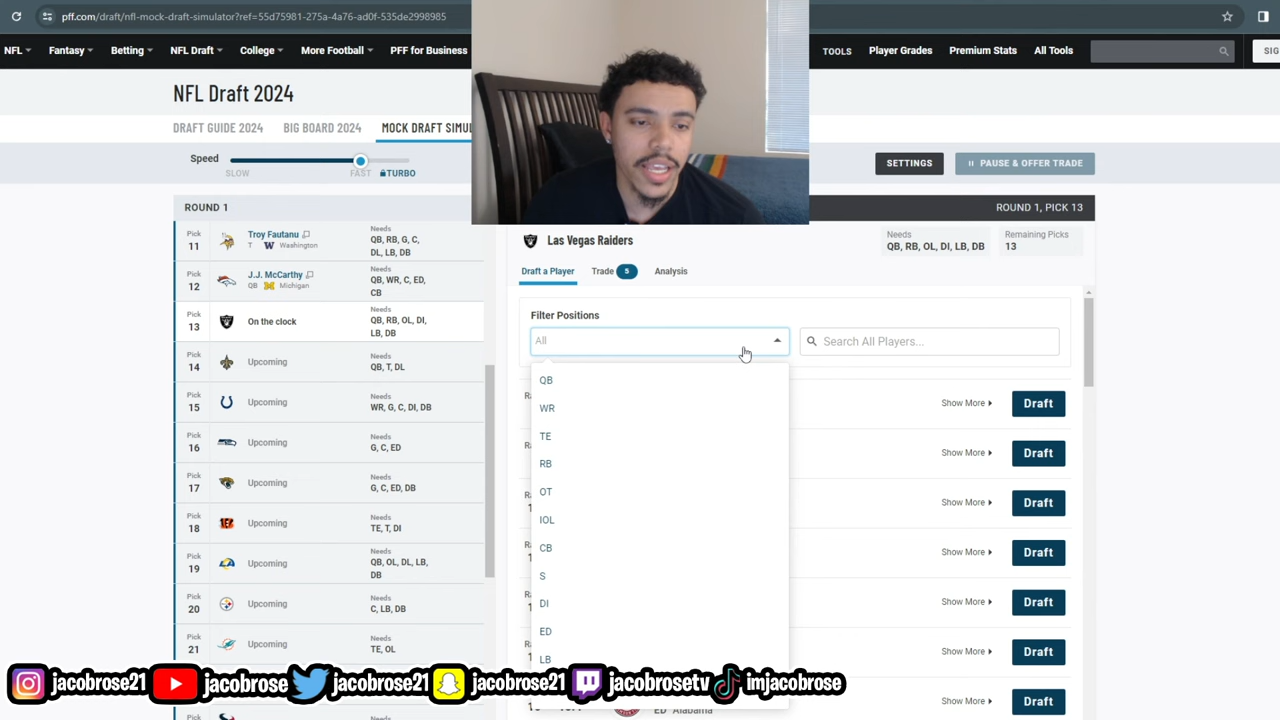 pff.com/draft/nfl-mock-draft-simulator?ref=55d75981-275a-4a76-ad0f-535de2998985
NFL Fantasy Betting NFL Draft College More Football PFF for Business TOOLS Player Grades Premium Stats All Tools SIG
NFL Draft 2024
DRAFT GUIDE 2024 BIG BOARD 2024 MOCK DRAFT SIMU
Speed
SLOW FAST TURBO
SETTINGS PAUSE & OFFER TRADE
ROUND 1
ROUND 1, PICK 13
Pick 11
Troy Fautanu
T Washington
Needs
QB, RB, G, C,
DL, LB, DB
Pick 12
J.J. McCarthy
QB Michigan
Needs
QB, WR, C, ED,
CB
Pick 13
On the clock
Needs
QB, RB, OL, DI,
LB, DB
Pick 14
Upcoming
Needs
QB, T, DL
Pick 15
Upcoming
Needs
WR, G, C, DI, DB
Pick 16
Upcoming
Needs
G, C, ED
Pick 17
Upcoming
Needs
G, C, ED, DB
Pick 18
Upcoming
Needs
TE, T, DI
Pick 19
Upcoming
Needs
QB, OL, DL, LB,
DB
Pick 20
Upcoming
Needs
C, LB, DB
Pick 21
Upcoming
Needs
TE, OL
Pick
Needs
Las Vegas Raiders
Needs
QB, RB, OL, DI, LB, DB
Remaining Picks
13
Draft a Player Trade 5 Analysis
Filter Positions
All
Search All Players...
QB
WR
TE
RB
OT
IOL
CB
S
DI
ED
LB
Show More Draft
Show More Draft
Show More Draft
Show More Draft
Show More Draft
Show More Draft
Show More Draft
ED Alabama
jacobrose21 jacobrose jacobrose21 jacobrose21 jacobrosetv imjacobrose